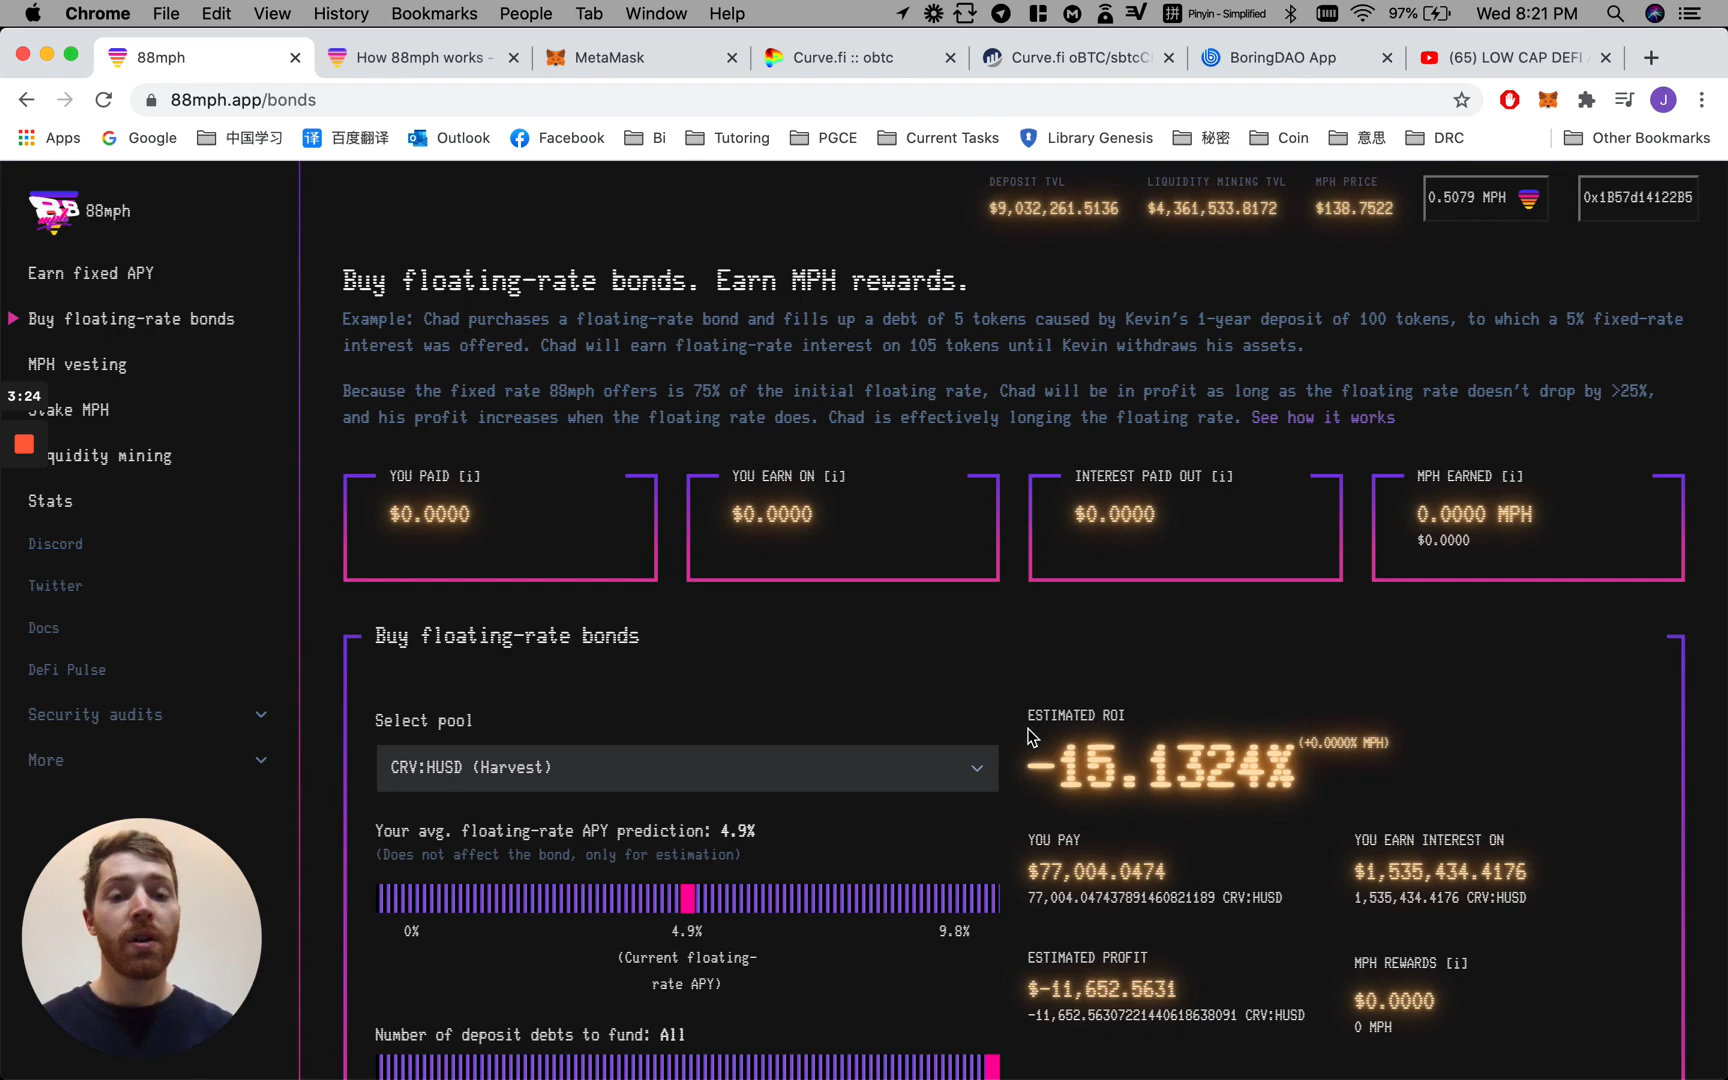 Chrome File Edit View History Bookmarks People Tab Window Help Pinyin - Simplified 97% Wed 8:21 PM
88mph How 88mph works - MetaMask Curve.fi :: obtc Curve.fi oBTC/sbtcC BoringDAO App (65) LOW CAP DEFI
88mph.app/bonds
Apps Google 中国学习 百度翻译 Outlook Facebook Bi Tutoring PGCE Current Tasks Library Genesis 秘密 Coin 意思 DRC Other Bookmarks
88mph
DEPOSIT TVL LIQUIDITY MINING TVL MPH PRICE
$9,032,261.5136 $4,361,533.8172 $138.7522 0.5079 MPH 0x1B57d14122B5
Earn fixed APY
Buy floating-rate bonds
MPH vesting
3:24
Stake MPH
quidity mining
Stats
Discord
Twitter
Docs
DeFi Pulse
Security audits
More
Buy floating-rate bonds. Earn MPH rewards.
Example: Chad purchases a floating-rate bond and fills up a debt of 5 tokens caused by Kevin's 1-year deposit of 100 tokens, to which a 5% fixed-rate
interest was offered. Chad will earn floating-rate interest on 105 tokens until Kevin withdraws his assets.
Because the fixed rate 88mph offers is 75% of the initial floating rate, Chad will be in profit as long as the floating rate doesn't drop by >25%,
and his profit increases when the floating rate does. Chad is effectively longing the floating rate. See how it works
YOU PAID [i] YOU EARN ON [i] INTEREST PAID OUT [i] MPH EARNED [i]
$0.0000 $0.0000 $0.0000 0.0000 MPH
$0.0000
Buy floating-rate bonds
Select pool
CRV:HUSD (Harvest)
Your avg. floating-rate APY prediction: 4.9%
(Does not affect the bond, only for estimation)
0% 4.9% 9.8%
(Current floating-
rate APY)
Number of deposit debts to fund: All
ESTIMATED ROI
-15.1324% (+0.0000% MPH)
YOU PAY YOU EARN INTEREST ON
$77,004.0474 $1,535,434.4176
77,004.047437891460821189 CRV:HUSD 1,535,434.4176 CRV:HUSD
ESTIMATED PROFIT MPH REWARDS [i]
$-11,652.5631 $0.0000
-11,652.56307221440618638091 CRV:HUSD 0 MPH